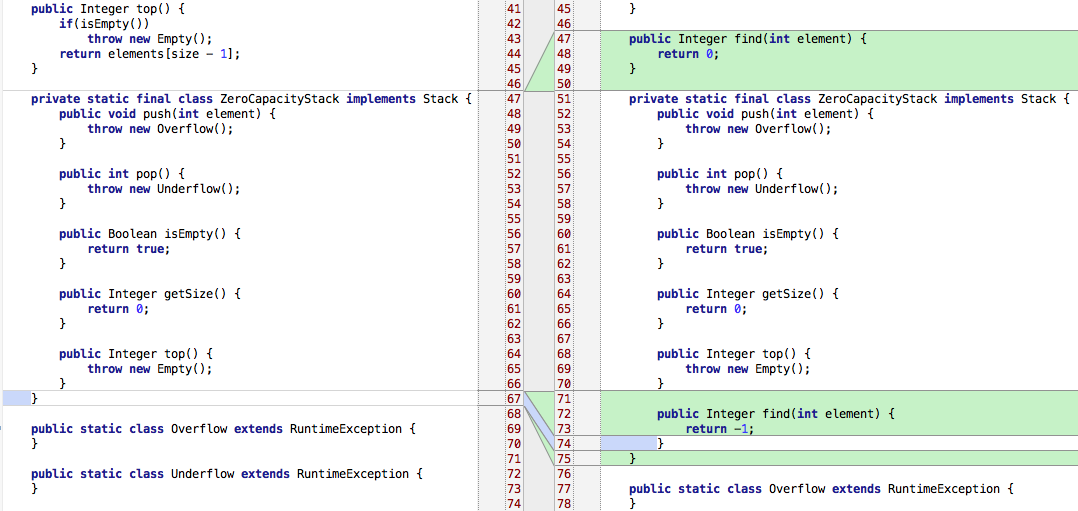 public Integer top() { 41
if(isEmpty()) 42
throw new Empty(); 43
return elements[size - 1]; 44
} 45
46
private static final class ZeroCapacityStack implements Stack { 47
public void push(int element) { 48
throw new Overflow(); 49
} 50
51
public int pop() { 52
throw new Underflow(); 53
} 54
55
public Boolean isEmpty() { 56
return true; 57
} 58
59
public Integer getSize() { 60
return 0; 61
} 62
63
public Integer top() { 64
throw new Empty(); 65
} 66
} 67
68
public static class Overflow extends RuntimeException { 69
} 70
71
public static class Underflow extends RuntimeException { 72
} 73
74
45 }
46
47 public Integer find(int element) {
48 return 0;
49 }
50
51 private static final class ZeroCapacityStack implements Stack {
52 public void push(int element) {
53 throw new Overflow();
54 }
55
56 public int pop() {
57 throw new Underflow();
58 }
59
60 public Boolean isEmpty() {
61 return true;
62 }
63
64 public Integer getSize() {
65 return 0;
66 }
67
68 public Integer top() {
69 throw new Empty();
70 }
71
72 public Integer find(int element) {
73 return -1;
74 }
75 }
76
77 public static class Overflow extends RuntimeException {
78 }